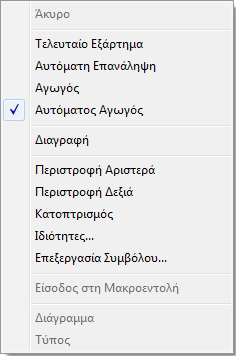 Άκυρο
Τελευταίο Εξάρτημα
Αυτόματη Επανάληψη
Αγωγός
Αυτόματος Αγωγός
Διαγραφή
Περιστροφή Αριστερά
Περιστροφή Δεξιά
Κατοπτρισμός
Ιδιότητες...
Επεξεργασία Συμβόλου...
Είσοδος στη Μακροεντολή
Διάγραμμα
Τύπος